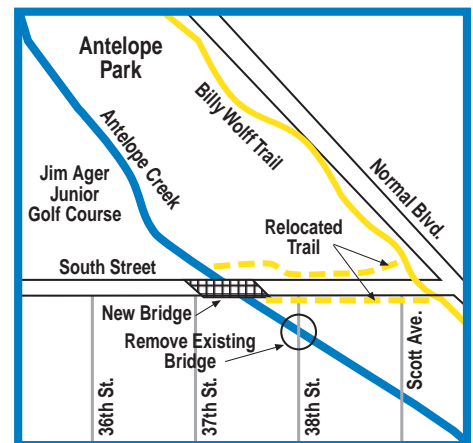 Antelope
Park
Billy Wolff Trail
Antelope Creek
Normal Blvd.
Jim Ager
Junior
Golf Course
Relocated
Trail
South Street
New Bridge
Remove Existing
Bridge
36th St.
37th St.
38th St.
Scott Ave.